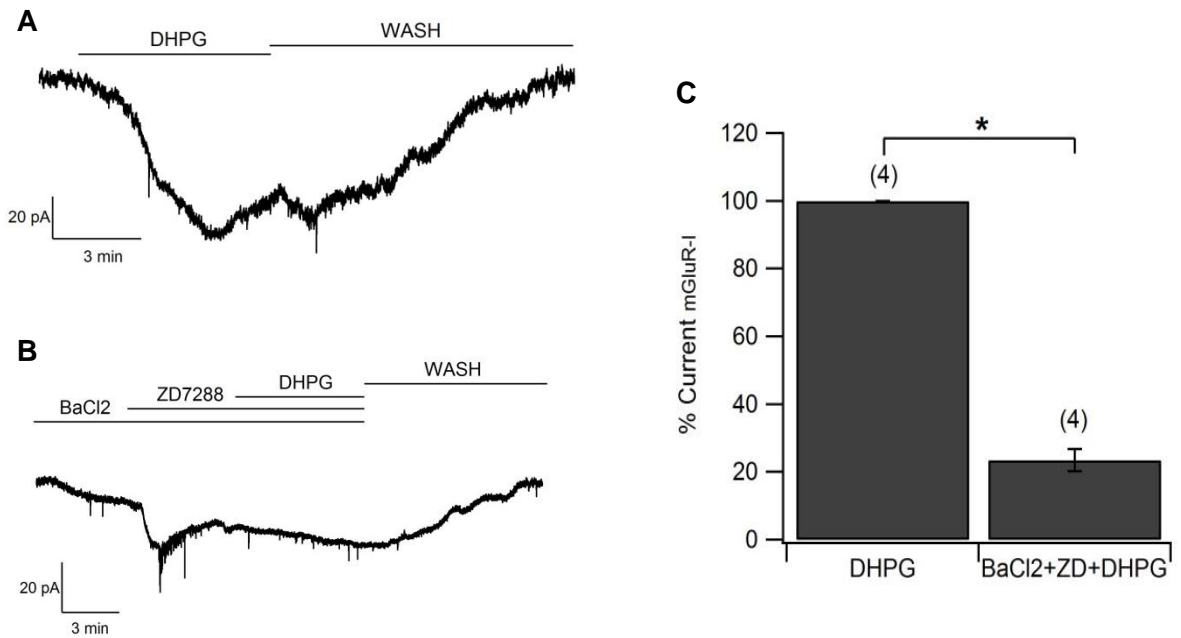 A
DHPG
WASH
20 pA
3 min
B
BaCl2
ZD7288
DHPG
WASH
20 pA
3 min
C
% Current mGluR-I
120
100
80
60
40
20
0
*
(4)
(4)
DHPG
BaCl2+ZD+DHPG